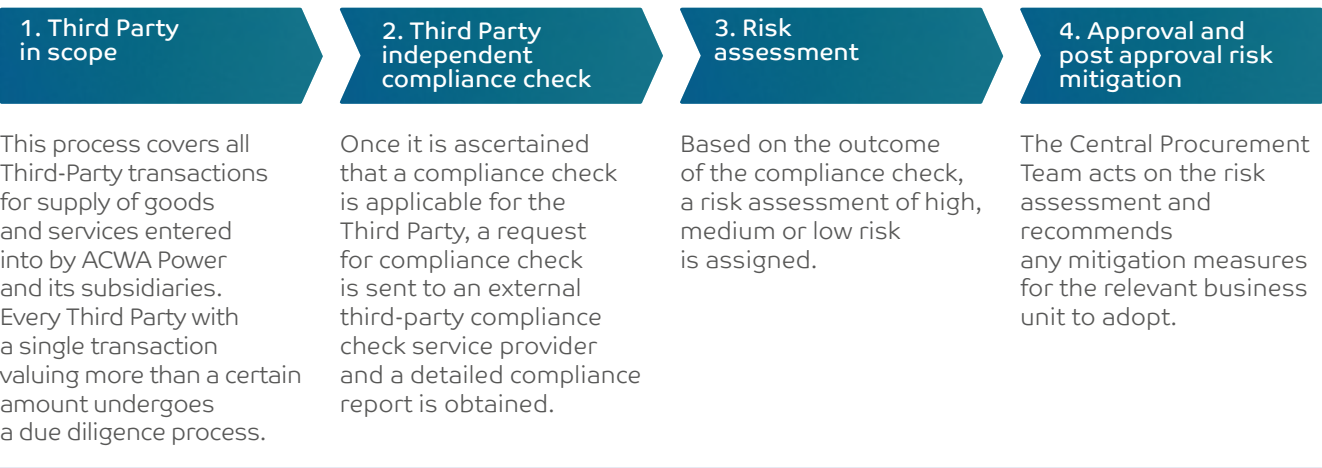 1. Third Party
in scope
This process covers all
Third-Party transactions
for supply of goods
and services entered
into by ACWA Power
and its subsidiaries.
Every Third Party with
a single transaction
valuing more than a certain
amount undergoes
a due diligence process.
2. Third Party
independent
compliance check
Once it is ascertained
that a compliance check
is applicable for the
Third Party, a request
for compliance check
is sent to an external
third-party compliance
check service provider
and a detailed compliance
report is obtained.
3. Risk
assessment
Based on the outcome
of the compliance check,
a risk assessment of high,
medium or low risk
is assigned.
4. Approval and
post approval risk
mitigation
The Central Procurement
Team acts on the risk
assessment and
recommends
any mitigation measures
for the relevant business
unit to adopt.